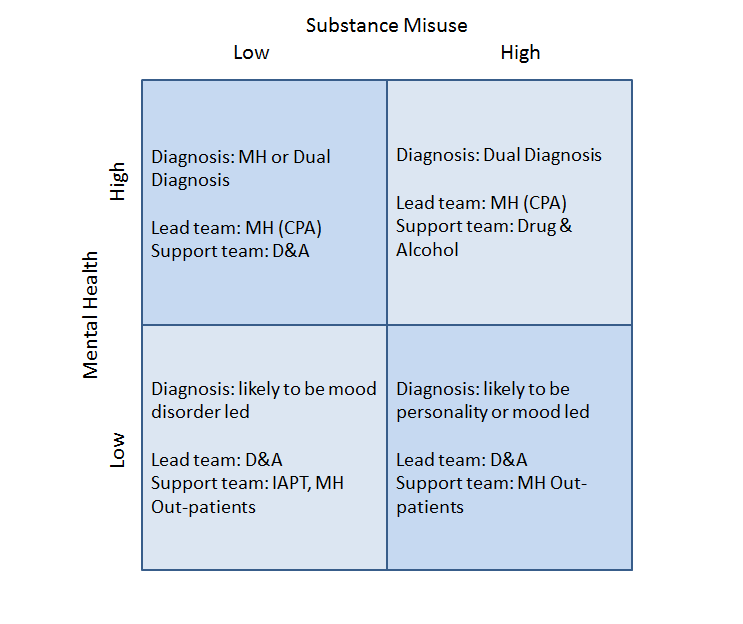 Substance Misuse
Low
High
High
Diagnosis: MH or Dual
Diagnosis
Lead team: MH (CPA)
Support team: D&A
Diagnosis: Dual Diagnosis
Lead team: MH (CPA)
Support team: Drug &
Alcohol
Mental Health
Low
Diagnosis: likely to be mood
disorder led
Lead team: D&A
Support team: IAPT, MH
Out-patients
Diagnosis: likely to be
personality or mood led
Lead team: D&A
Support team: MH Out-
patients